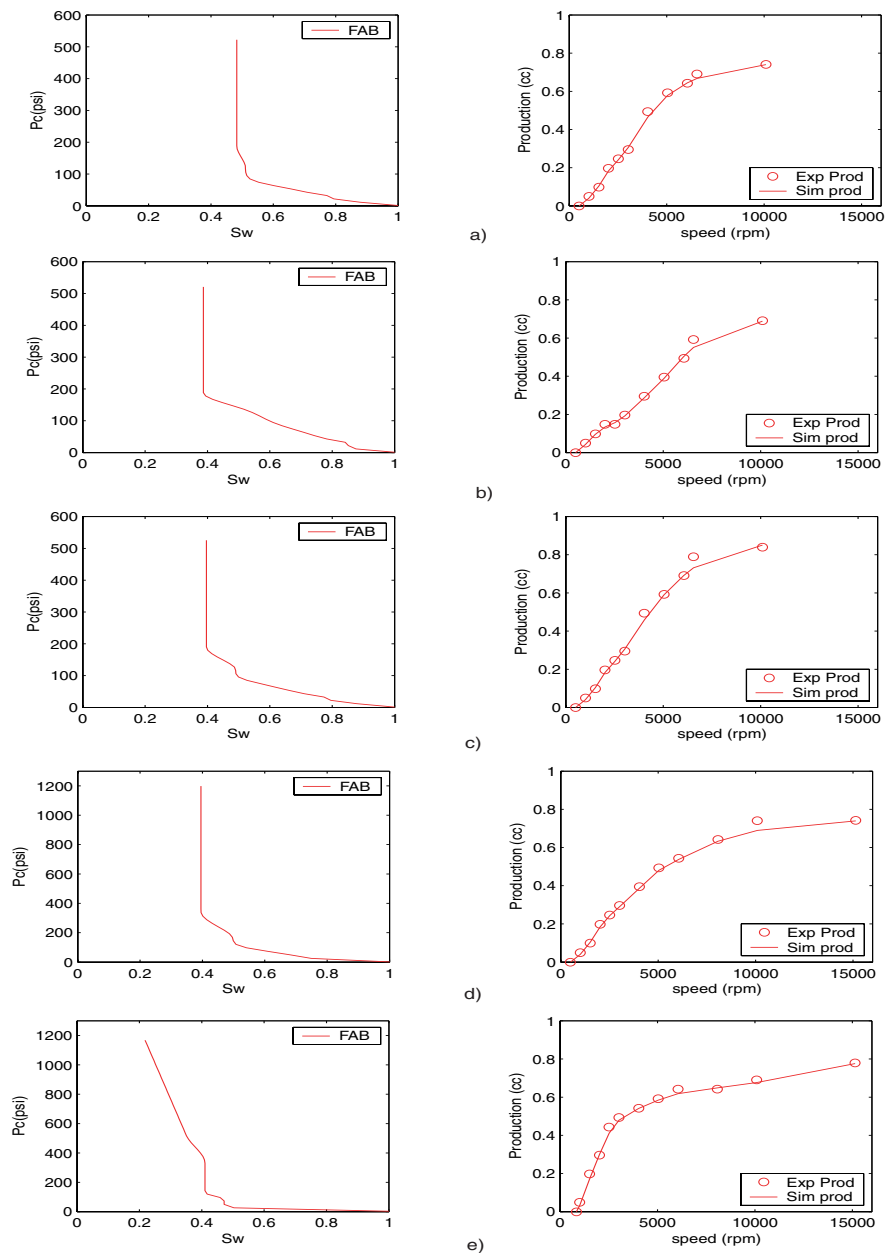 600
500
400
300
200
100
0
Pc(psi)
FAB
0 0.2 0.4 0.6 0.8 1
Sw
1
0.8
0.6
0.4
0.2
0
Production (cc)
Exp Prod
Sim prod
0 5000 10000 15000
speed (rpm)
a)
600
500
400
300
200
100
0
Pc(psi)
FAB
0 0.2 0.4 0.6 0.8 1
Sw
1
0.8
0.6
0.4
0.2
0
Production (cc)
Exp Prod
Sim prod
0 5000 10000 15000
speed (rpm)
b)
600
500
400
300
200
100
0
Pc(psi)
FAB
0 0.2 0.4 0.6 0.8 1
Sw
1
0.8
0.6
0.4
0.2
0
Production (cc)
Exp Prod
Sim prod
0 5000 10000 15000
speed (rpm)
c)
1200
1000
800
600
400
200
0
Pc(psi)
FAB
0 0.2 0.4 0.6 0.8 1
Sw
1
0.8
0.6
0.4
0.2
0
Production (cc)
Exp Prod
Sim prod
0 5000 10000 15000
speed (rpm)
d)
1200
1000
800
600
400
200
0
Pc(psi)
FAB
0 0.2 0.4 0.6 0.8 1
Sw
1
0.8
0.6
0.4
0.2
0
Production (cc)
Exp Prod
Sim prod
0 5000 10000 15000
speed (rpm)
e)